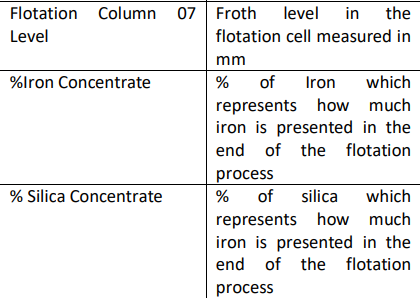 Flotation Column 07
Level
Froth level in the
flotation cell measured in
mm
%Iron Concentrate
% of Iron which
represents how much
iron is presented in the
end of the flotation
process
% Silica Concentrate
% of silica which
represents how much
iron is presented in the
end of the flotation
process